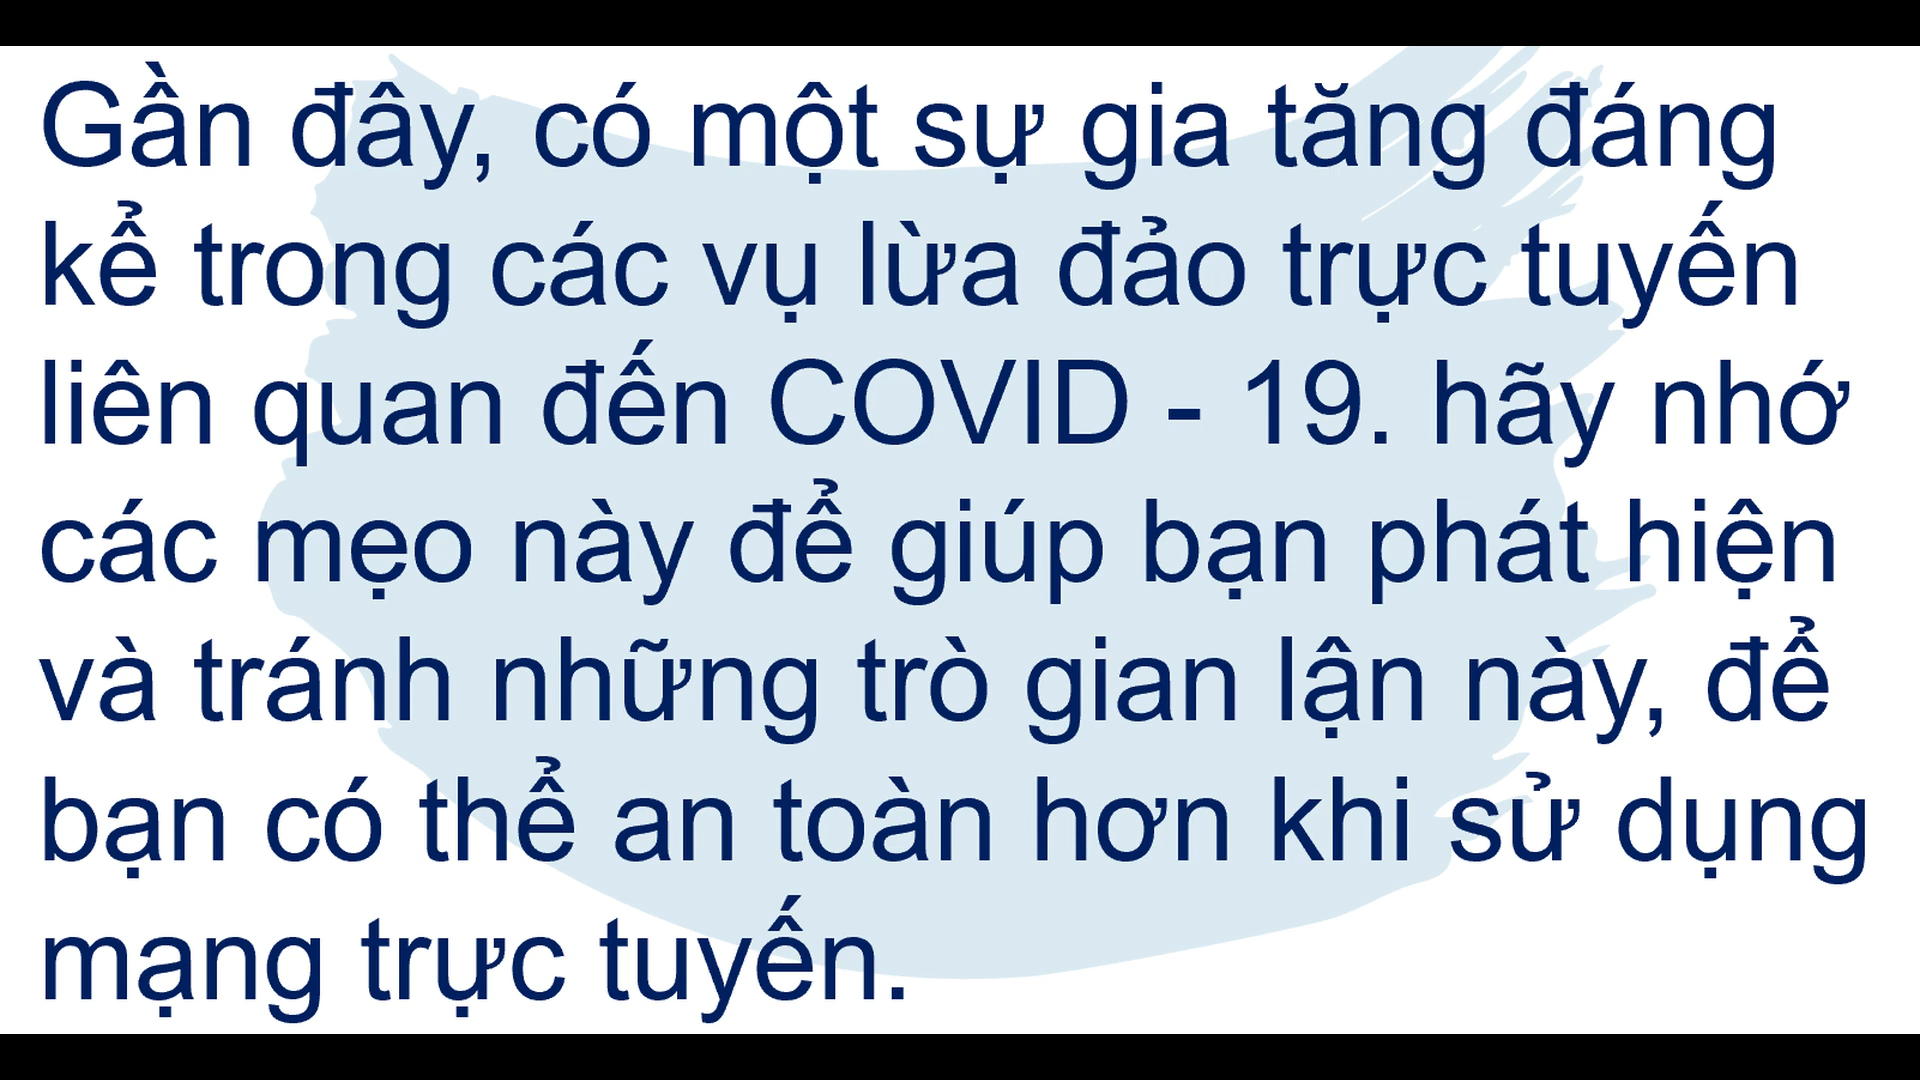 Gần đây, có một sự gia tăng đáng
kể trong các vụ lừa đảo trực tuyến
liên quan đến COVID - 19. hãy nhớ
các mẹo này để giúp bạn phát hiện
và tránh những trò gian lận này, để
bạn có thể an toàn hơn khi sử dụng
mạng trực tuyến.